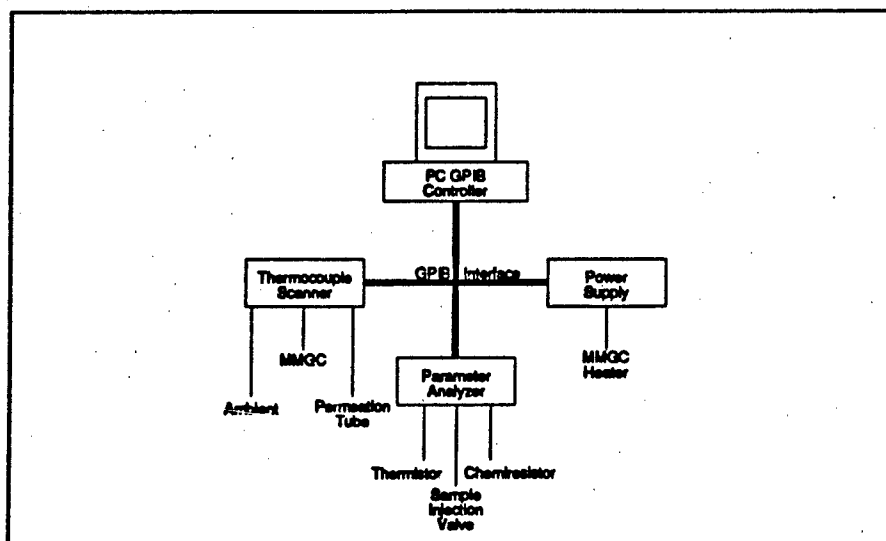 PC GPIB
Controller
GPIB Interface
Thermocouple
Scanner
Power
Supply
MMGC
MMGC
Heater
Parameter
Analyzer
Ambient
Permeation
Tube
Thermistor
Chemiresistor
Sample
Injection
Valve